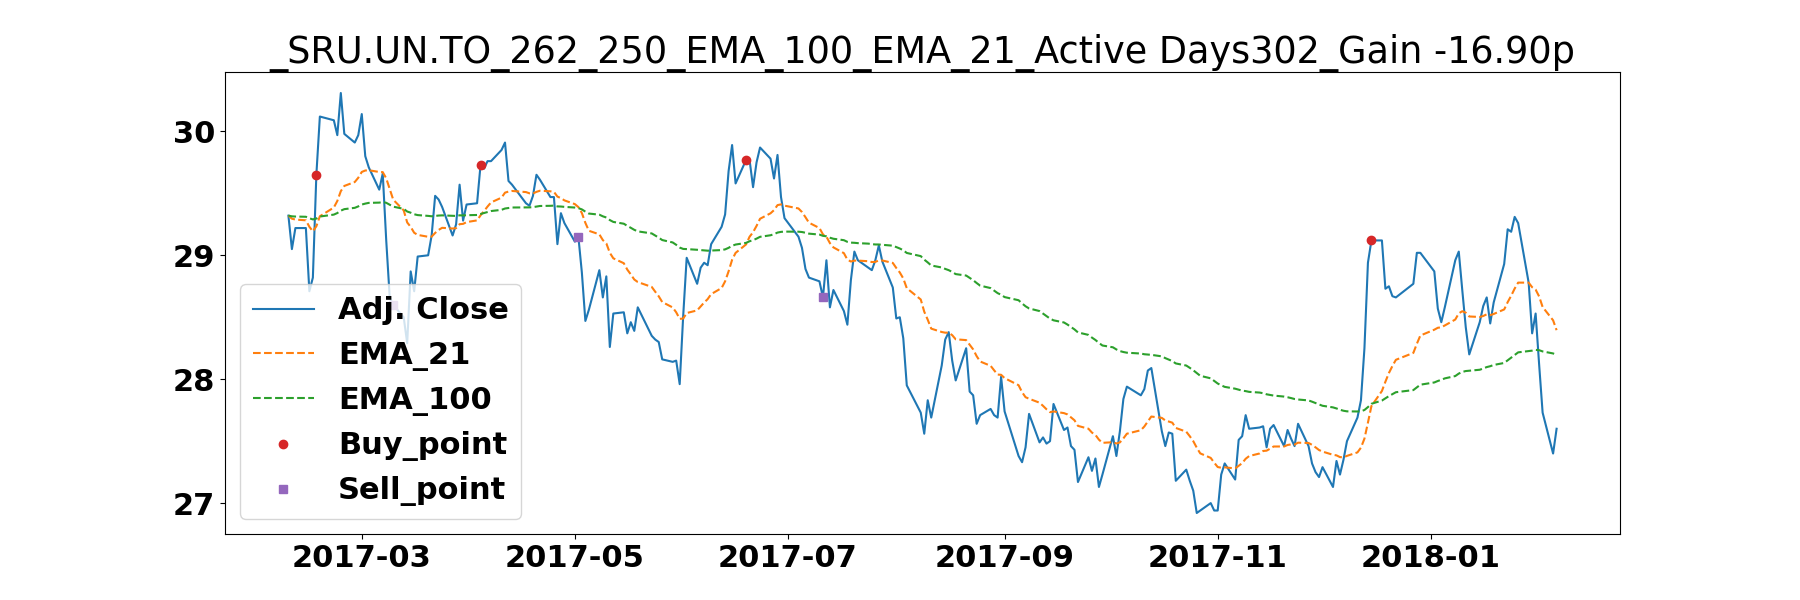 _SRU.UN.TO_262_250_EMA_100_EMA_21_Active Days302_Gain -16.90p
30
29
28
27
Adj. Close
EMA_21
EMA_100
Buy_point
Sell_point
2017-03 2017-05 2017-07 2017-09 2017-11 2018-01